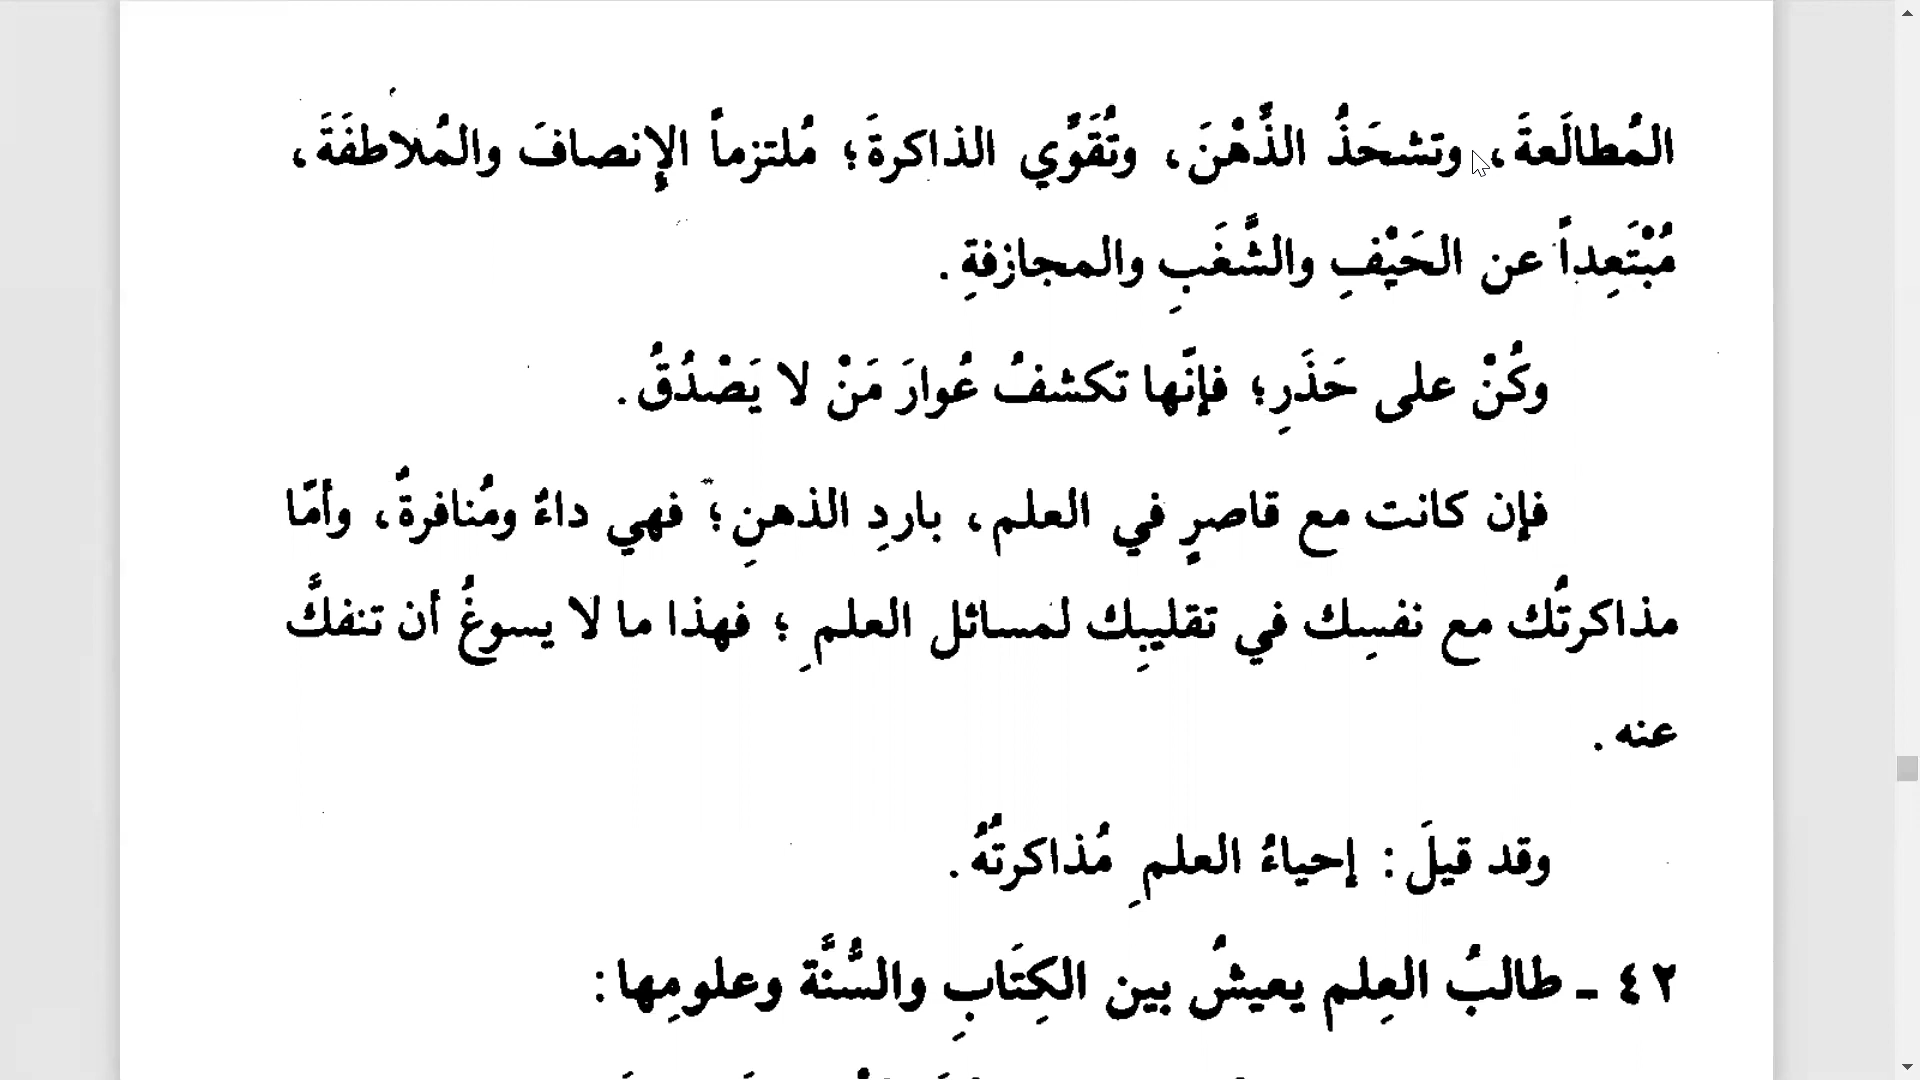 المُطالَعةَ، وتشحَذُ الذِّهْنَ، وتُقَوِّي الذاكرةَ؛ مُلتزماً الإِنصافَ والمُلاطفَةَ،
مُبْتَعِداً عن الحَيْفِ والشَّغَبِ والمجازفةِ.
وكُنْ على حَذَرِ؛ فإنَّها تكشفُ عُوارَ مَنْ لا يَصْدُقُ.
فإن كانت مع قاصرٍ في العلم، باردِ الذهنِ؛ فهي داءٌ ومُنافرةٌ، وأمّا
مذاكرتُك مع نفسِك في تقليبِك لمسائل العلمِ؛ فهذا ما لا يسوغُ أن تنفكَّ
عنه.
وقد قيلَ: إحياءُ العلمِ مُذاكرتُهُ.
٤٢ - طالبُ العِلم يعيشُ بين الكِتَابِ والسُّنَّة وعلومِها: